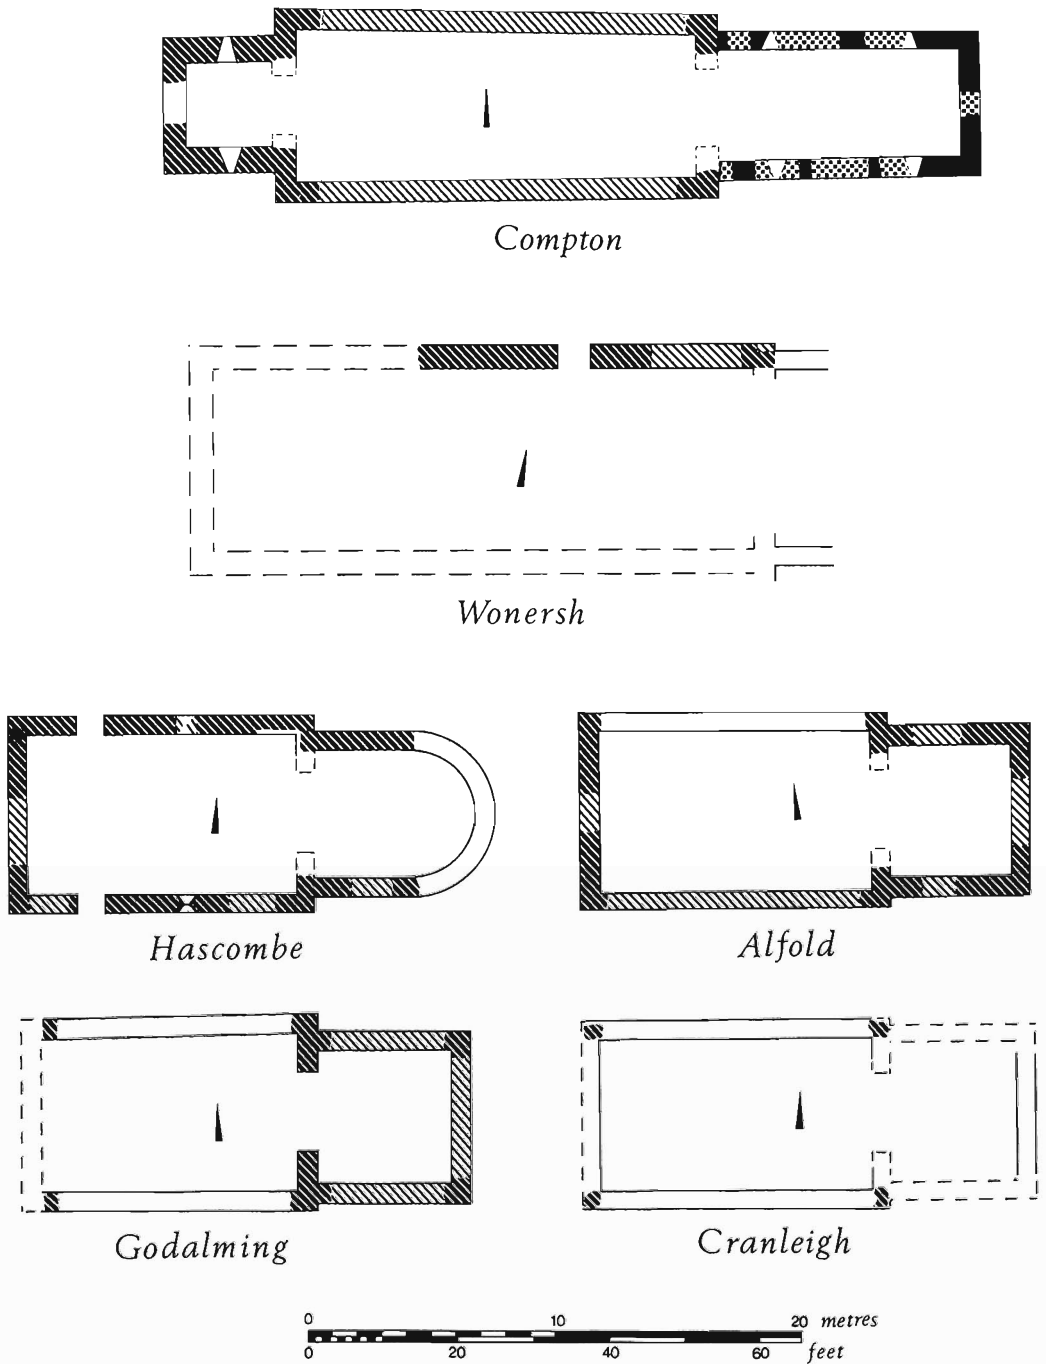 Compton
Wonersh
Hascombe
Alfold
Godalming
Cranleigh
0 10 20 metres
0 20 40 60 feet